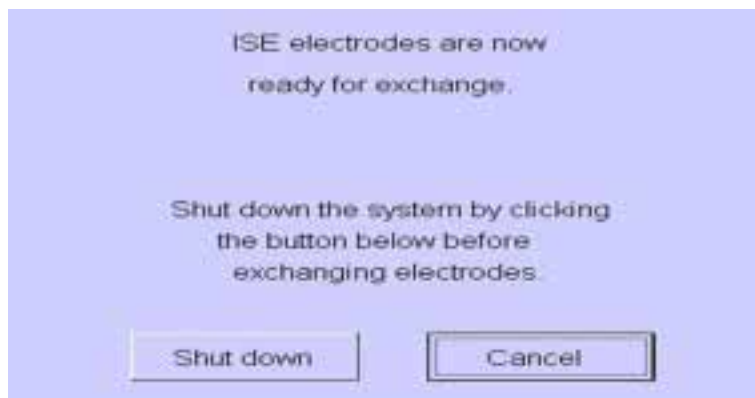 ISE electrodes are now
ready for exchange.
Shut down the system by clicking
the button below before
exchanging electrodes.
Shut down
Cancel